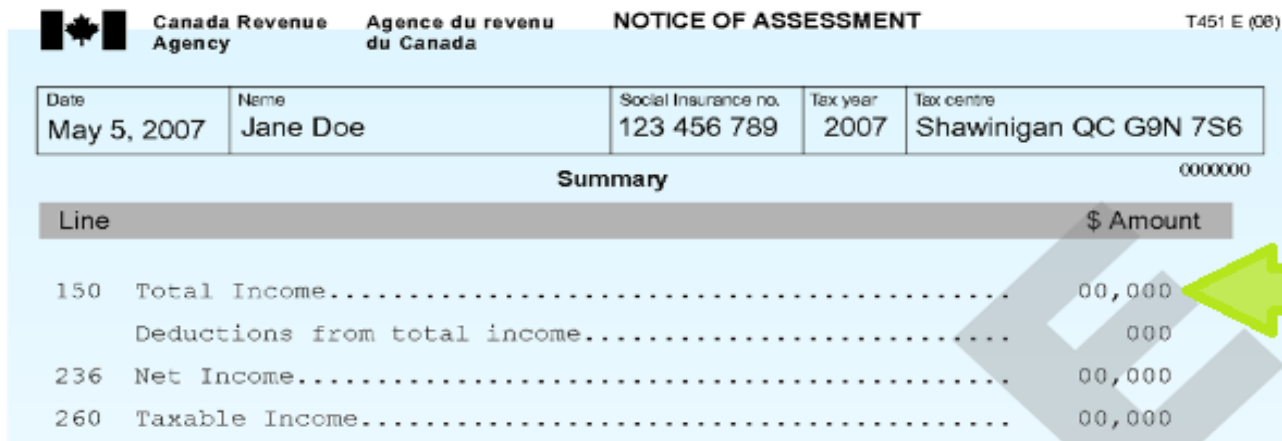 Canada Revenue Agency
Agence du revenu du Canada
NOTICE OF ASSESSMENT
T451 E (08)
Date Name Social Insurance no. Tax year Tax centre
May 5, 2007 Jane Doe 123 456 789 2007 Shawinigan QC G9N 7S6
Summary
0000000
Line $ Amount
150 Total Income........................................... 00,000
Deductions from total income........................... 000
236 Net Income............................................. 00,000
260 Taxable Income......................................... 00,000
E